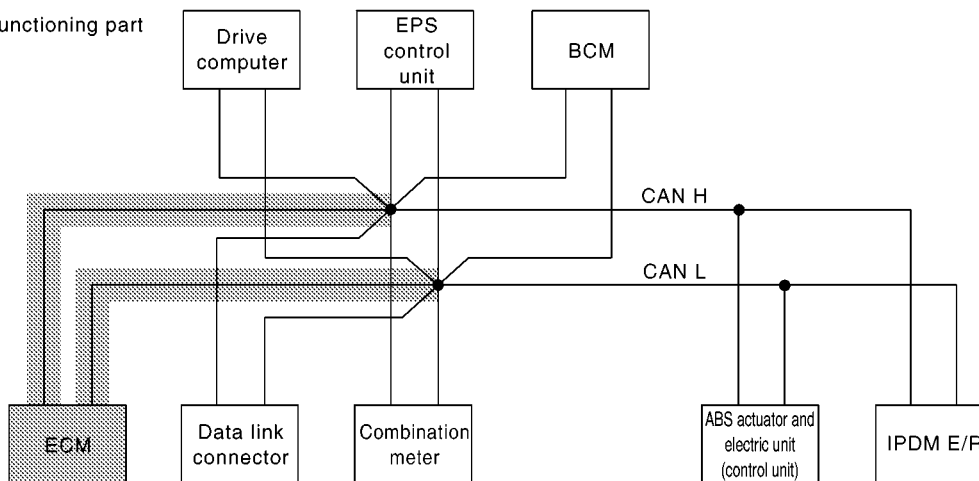 unctioning part
Drive
computer
EPS
control
unit
BCM
CAN H
CAN L
ECM
Data link
connector
Combination
meter
ABS actuator and
electric unit
(control unit)
IPDM E/